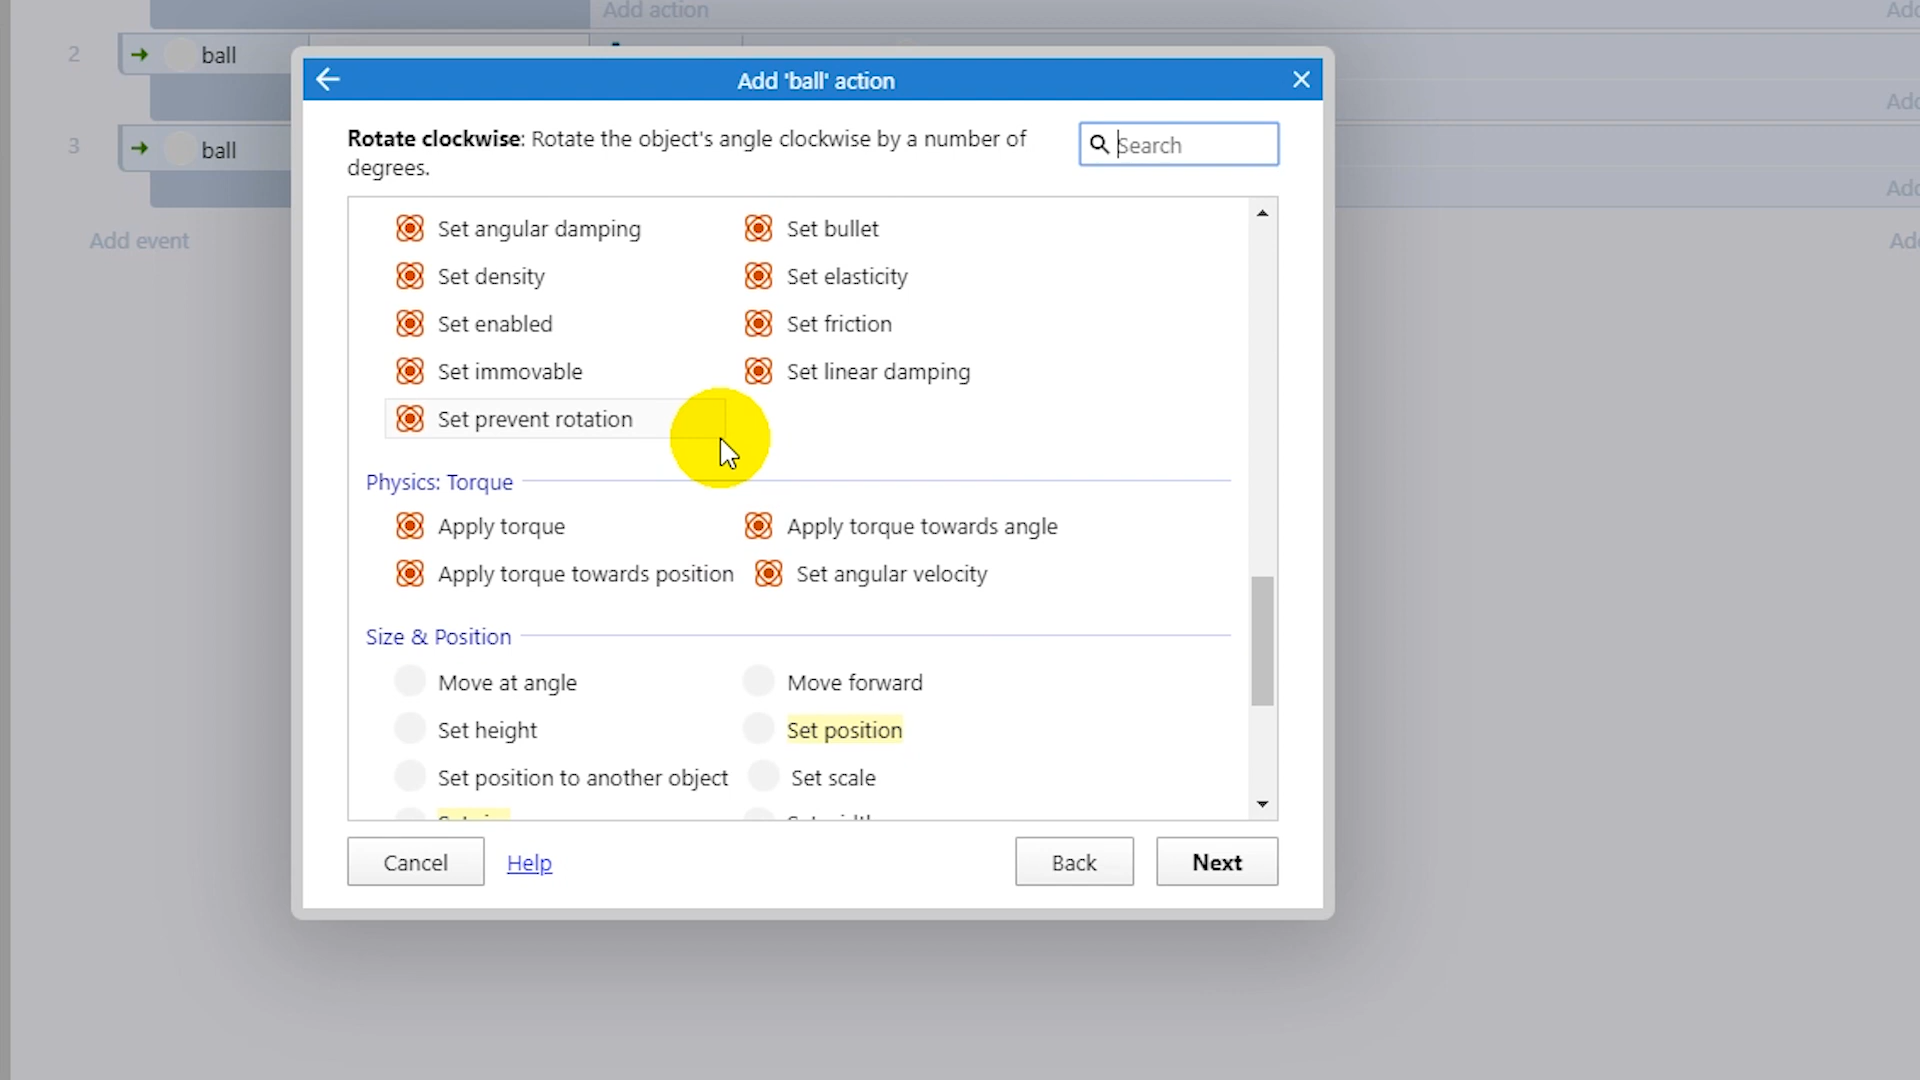 Add action
Add
2
ball
Add 'ball' action
Add
Rotate clockwise: Rotate the object's angle clockwise by a number of
degrees.
Search
3
ball
Add
Add event
Add
Set angular damping
Set bullet
Set density
Set elasticity
Set enabled
Set friction
Set immovable
Set linear damping
Set prevent rotation
Physics: Torque
Apply torque
Apply torque towards angle
Apply torque towards position
Set angular velocity
Size & Position
Move at angle
Move forward
Set height
Set position
Set position to another object
Set scale
Cancel
Help
Back
Next